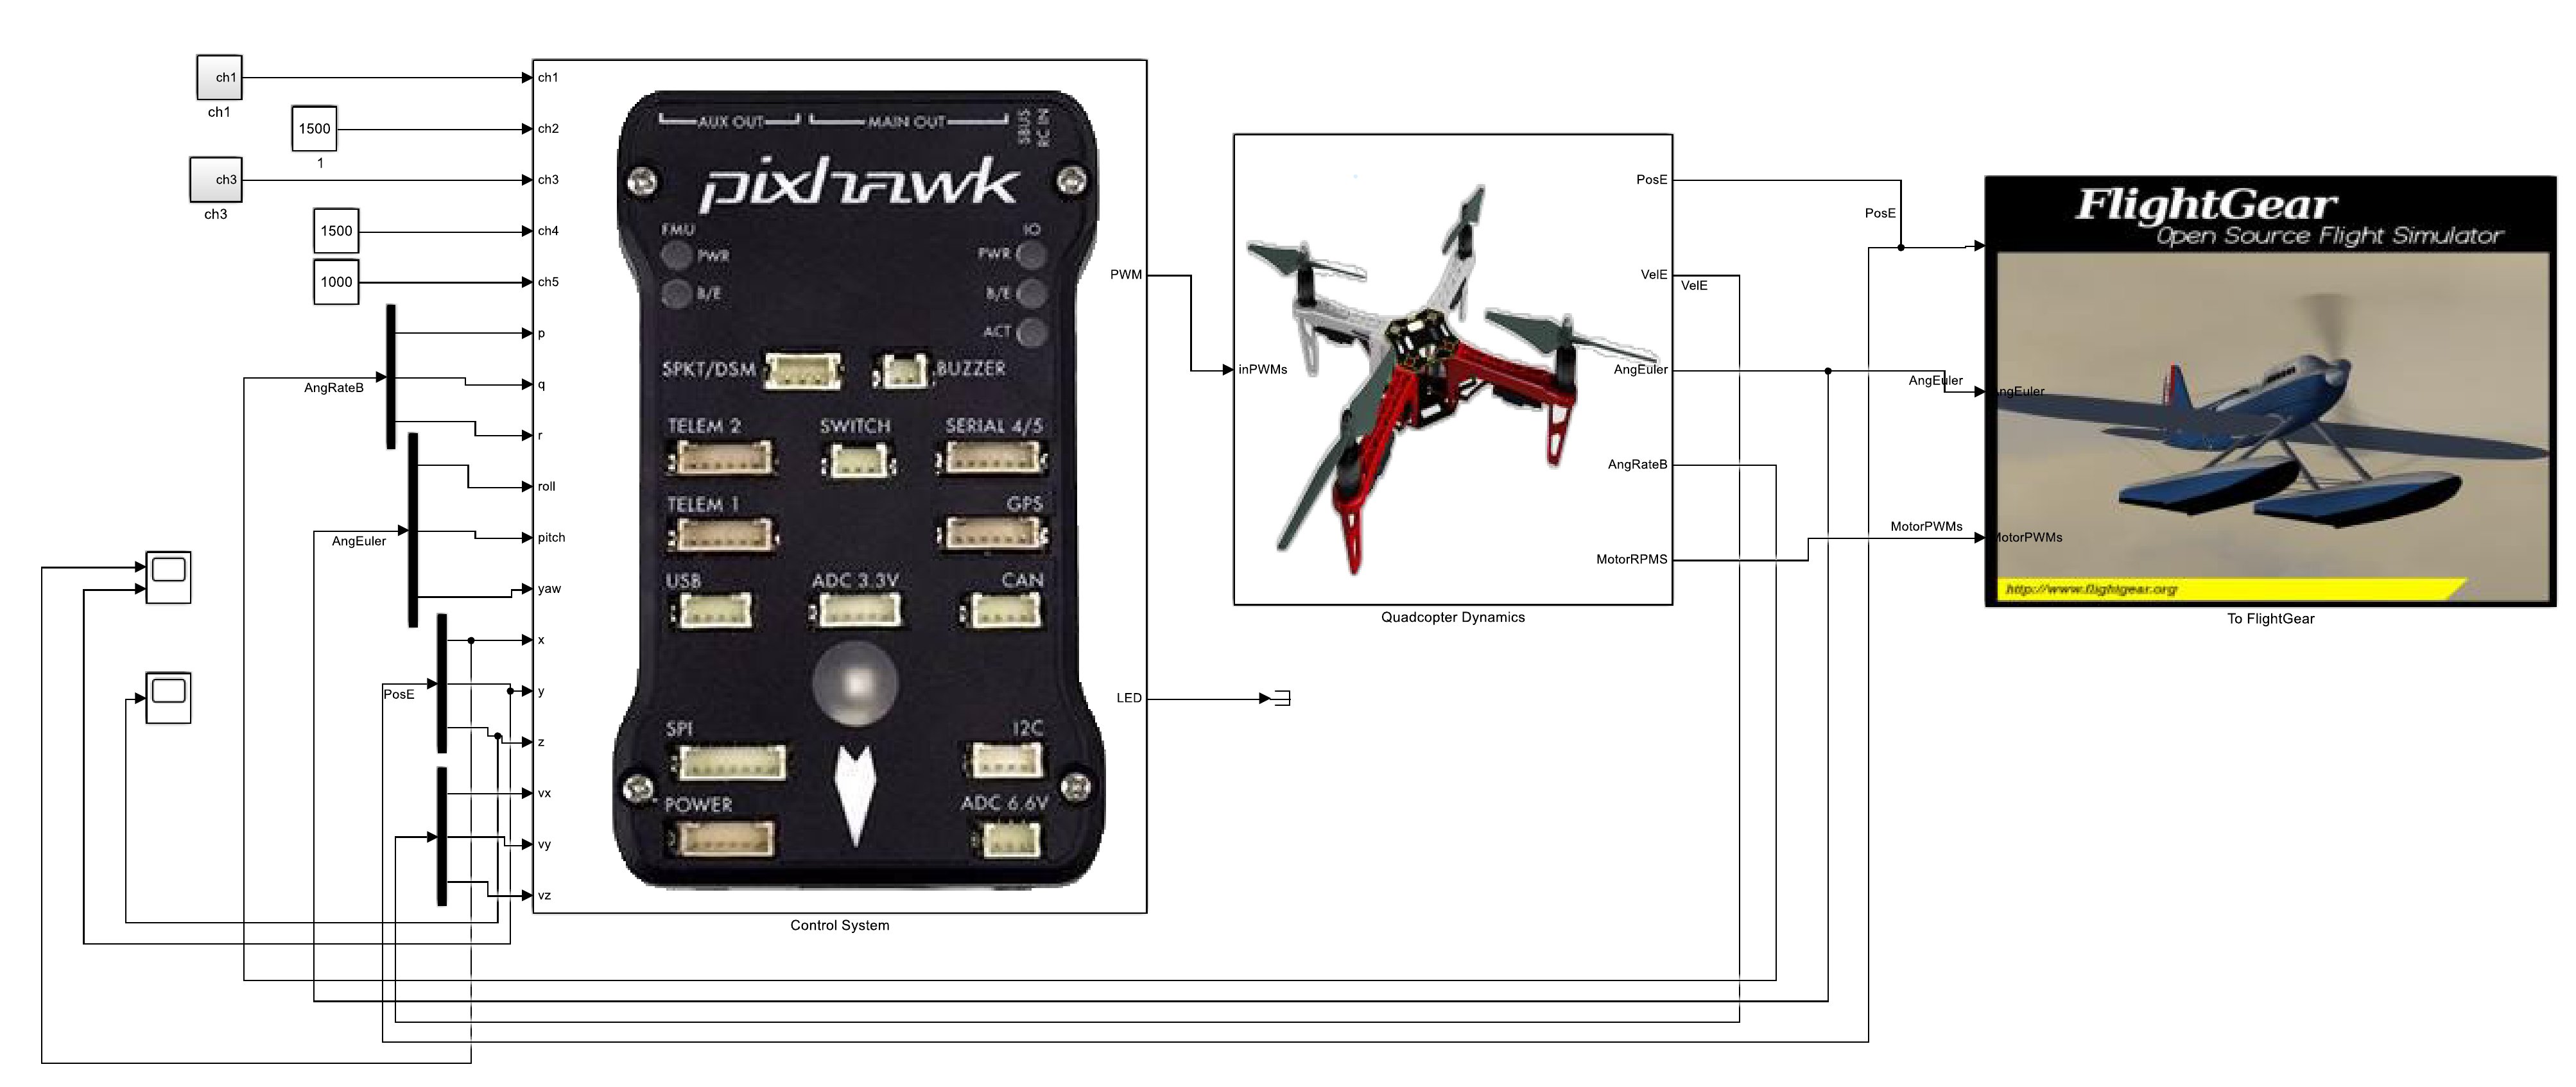 ch1
ch1
1500
1
ch3
ch3
1500
1000
AngRateB
AngEuler
PosE
ch1
ch2
ch3
ch4
ch5
p
q
r
roll
pitch
yaw
x
y
z
vx
vy
vz
AUX OUT
MAIN OUT
SBUS
RC IN
pixhawk
FMU
IO
PWR
PWR
B/E
B/E
ACT
SPKT/DSM
BUZZER
TELEM 2
SWITCH
SERIAL 4/5
TELEM 1
GPS
USB
ADC 3.3V
CAN
SPI
I2C
POWER
ADC 6.6V
PWM
LED
Control System
inPWMs
PosE
VelE
AngEuler
AngRateB
MotorRPMS
Quadcopter Dynamics
PosE
VelE
AngEuler
MotorPWMs
FlightGear
Open Source Flight Simulator
AngEuler
MotorPWMs
http://www.flightgear.org
To FlightGear